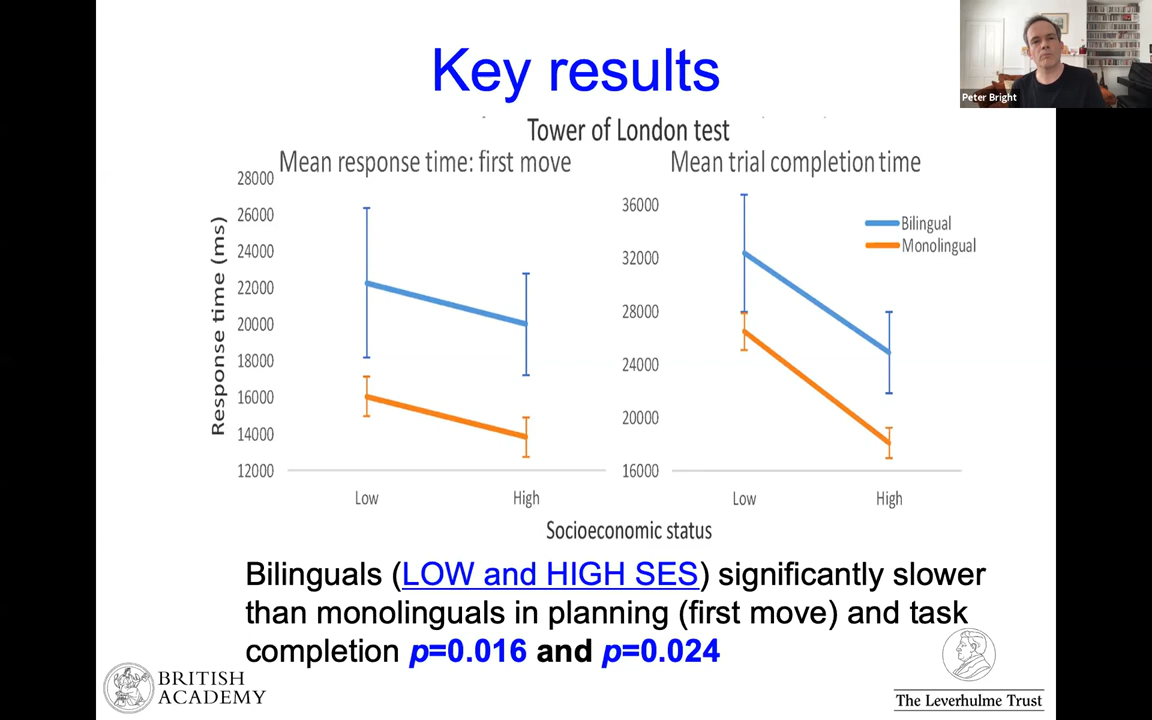 Key results
Peter Bright
Tower of London test
Mean response time: first move
Mean trial completion time
Response time (ms)
28000
26000
24000
22000
20000
18000
16000
14000
12000
Low
High
36000
32000
28000
24000
20000
16000
Low
High
Bilingual
Monolingual
Socioeconomic status
Bilinguals (LOW and HIGH SES) significantly slower
than monolinguals in planning (first move) and task
completion p=0.016 and p=0.024
BRITISH
ACADEMY
The Leverhulme Trust